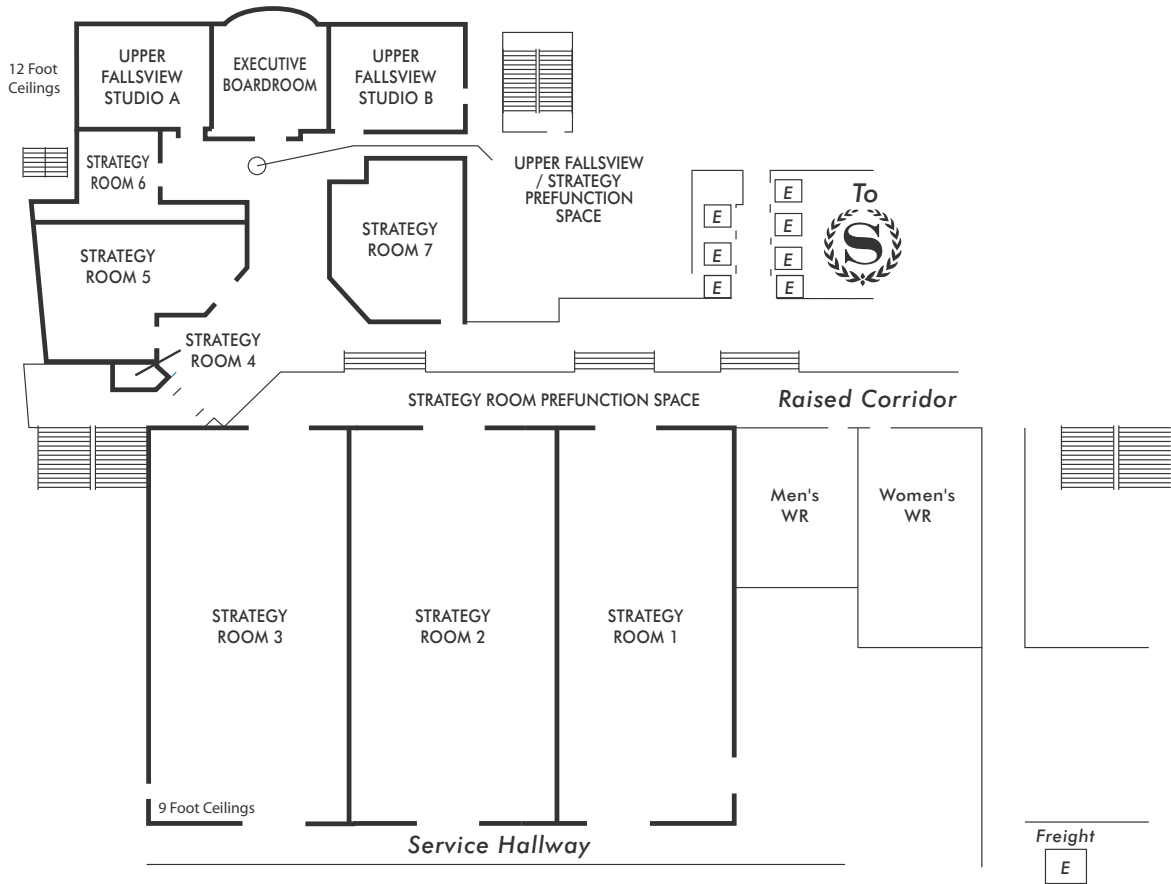 12 Foot
Ceilings
UPPER
FALLSVIEW
STUDIO A
EXECUTIVE
BOARDROOM
UPPER
FALLSVIEW
STUDIO B
STRATEGY
ROOM 6
UPPER FALLSVIEW
/ STRATEGY
PREFUNCTION
SPACE
STRATEGY
ROOM 7
STRATEGY
ROOM 5
E
E
E
E
E
E
E
To
S
STRATEGY
ROOM 4
STRATEGY ROOM PREFUNCTION SPACE
Raised Corridor
Men's
WR
Women's
WR
STRATEGY
ROOM 3
STRATEGY
ROOM 2
STRATEGY
ROOM 1
9 Foot Ceilings
Service Hallway
Freight
E